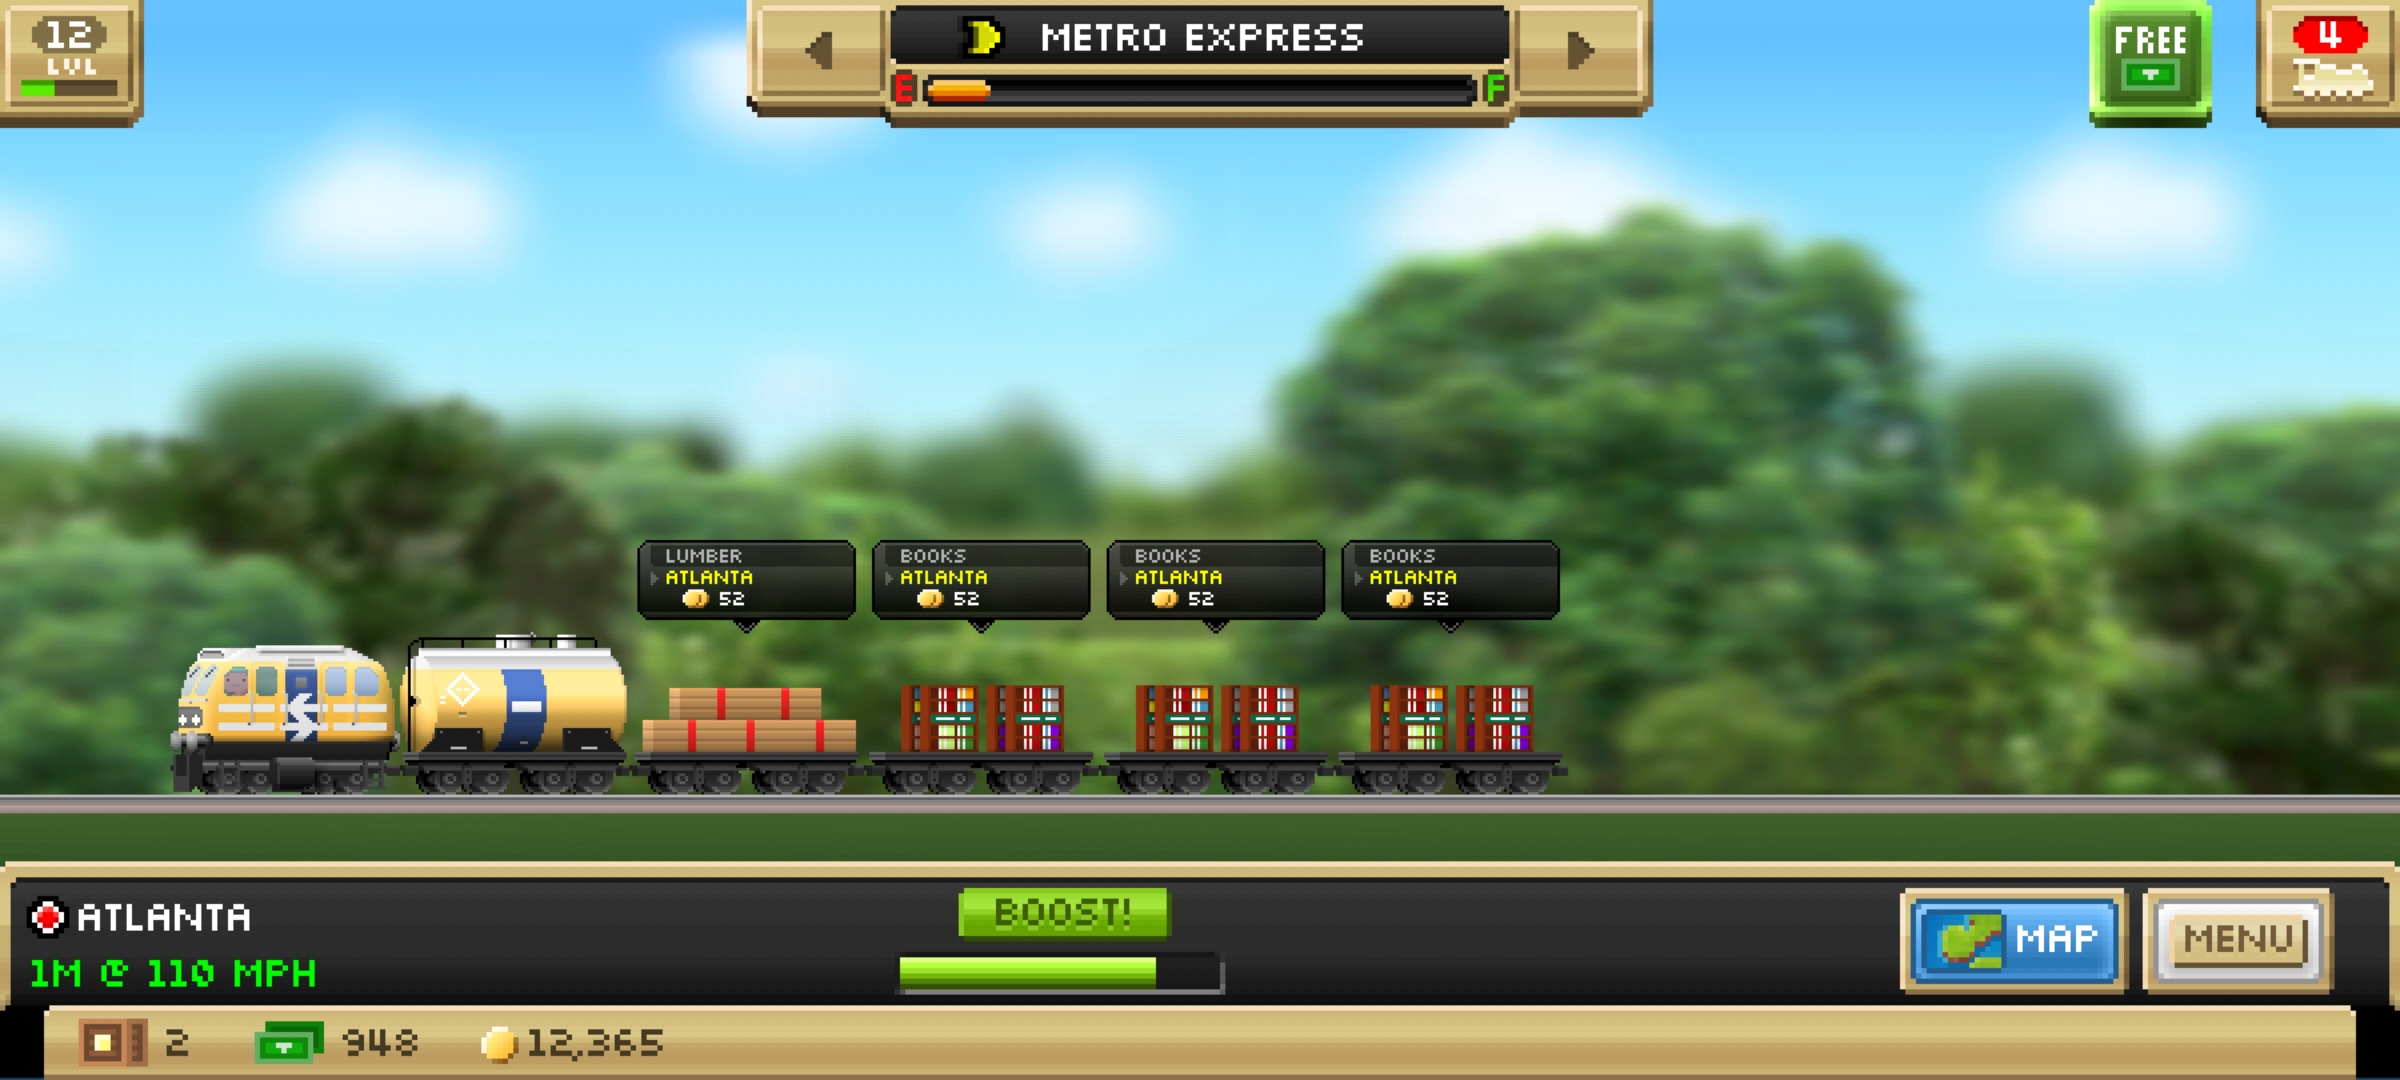 12
LVL
METRO EXPRESS
E F
FREE
4
LUMBER
ATLANTA
52
BOOKS
ATLANTA
52
BOOKS
ATLANTA
52
BOOKS
ATLANTA
52
ATLANTA
1M @ 110 MPH
BOOST!
MAP
MENU
2
948
12,365